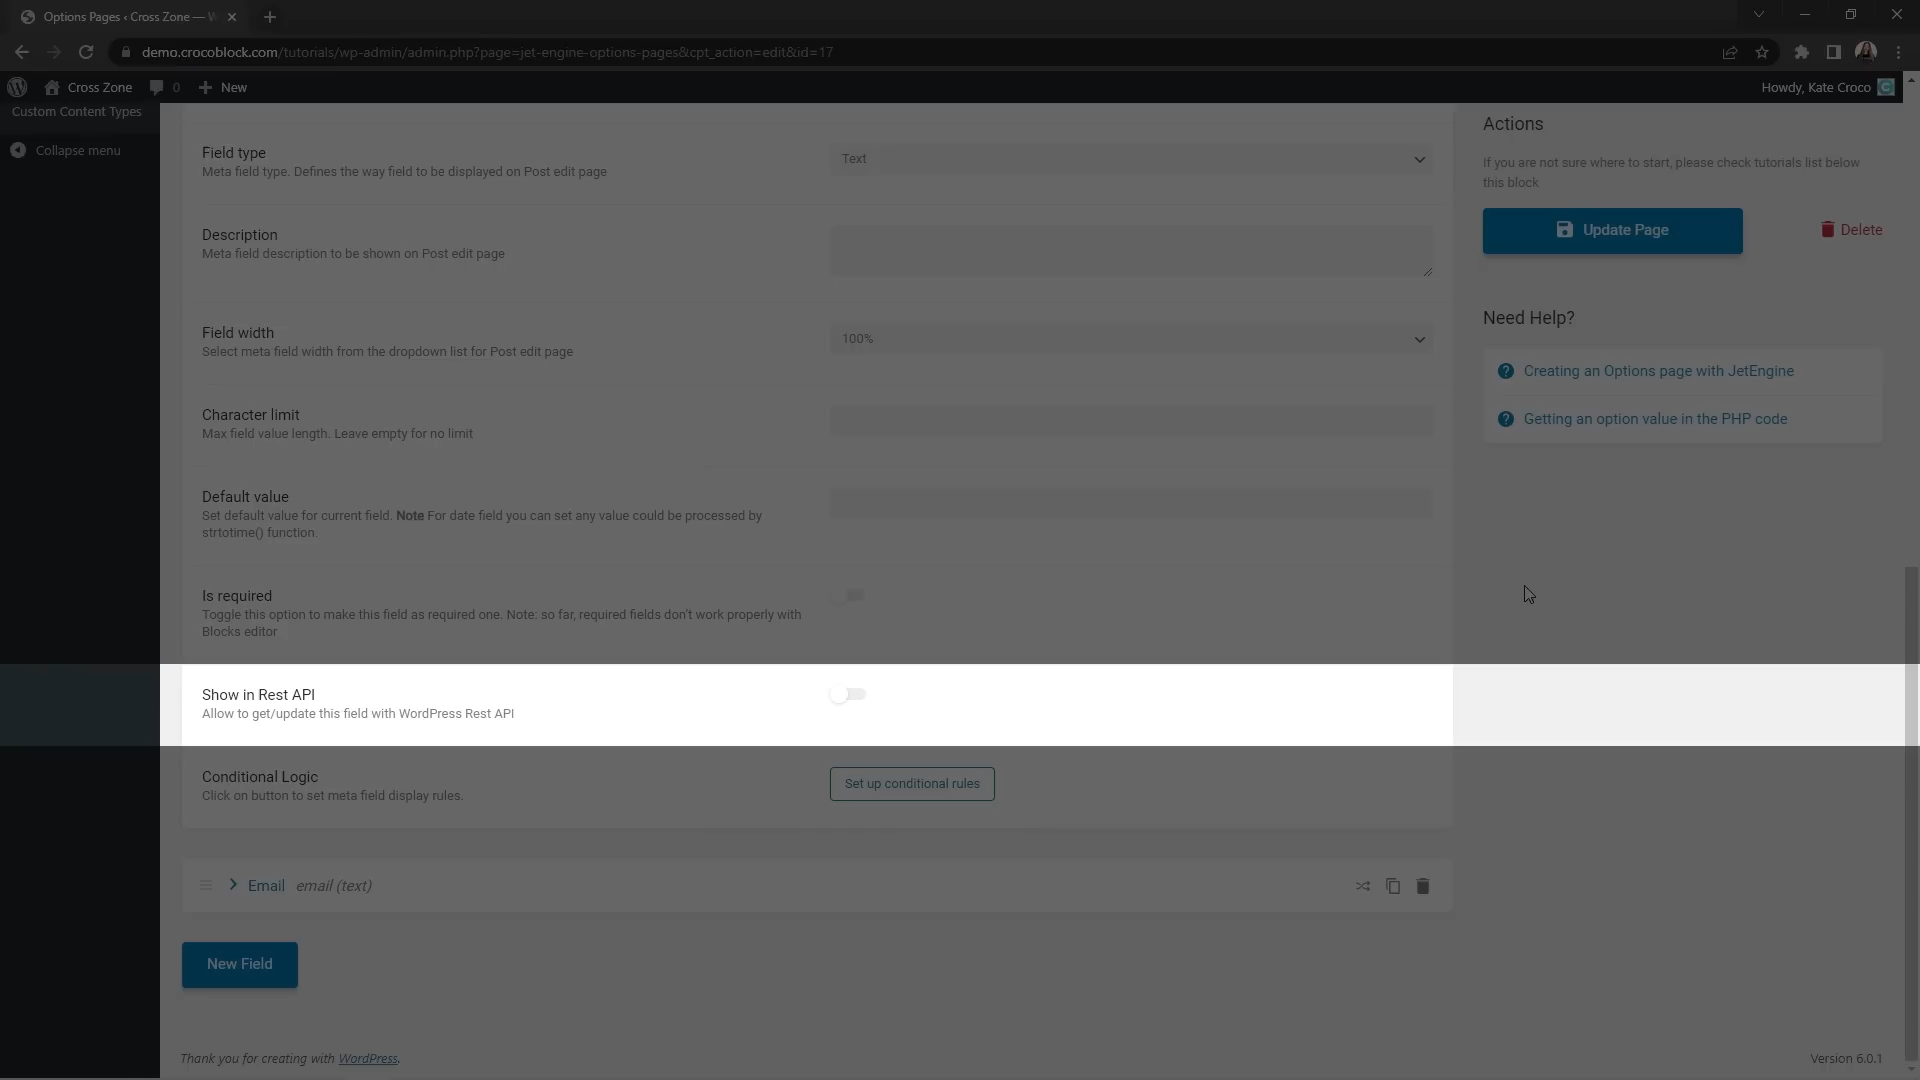 Options Pages ‹ Cross Zone — W
demo.crocoblock.com/tutorials/wp-admin/admin.php?page=jet-engine-options-pages&cpt_action=edit&id=17
Cross Zone 0 New Howdy, Kate Croco
Custom Content Types
Collapse menu
Field type
Meta field type. Defines the way field to be displayed on Post edit page
Text
Description
Meta field description to be shown on Post edit page
Field width
Select meta field width from the dropdown list for Post edit page
100%
Character limit
Max field value length. Leave empty for no limit
Default value
Set default value for current field. Note For date field you can set any value could be processed by
strtotime() function.
Is required
Toggle this option to make this field as required one. Note: so far, required fields don't work properly with
Blocks editor
Show in Rest API
Allow to get/update this field with WordPress Rest API
Conditional Logic
Click on button to set meta field display rules.
Set up conditional rules
Email email (text)
New Field
Actions
If you are not sure where to start, please check tutorials list below
this block
Update Page
Delete
Need Help?
Creating an Options page with JetEngine
Getting an option value in the PHP code
Thank you for creating with WordPress.
Version 6.0.1